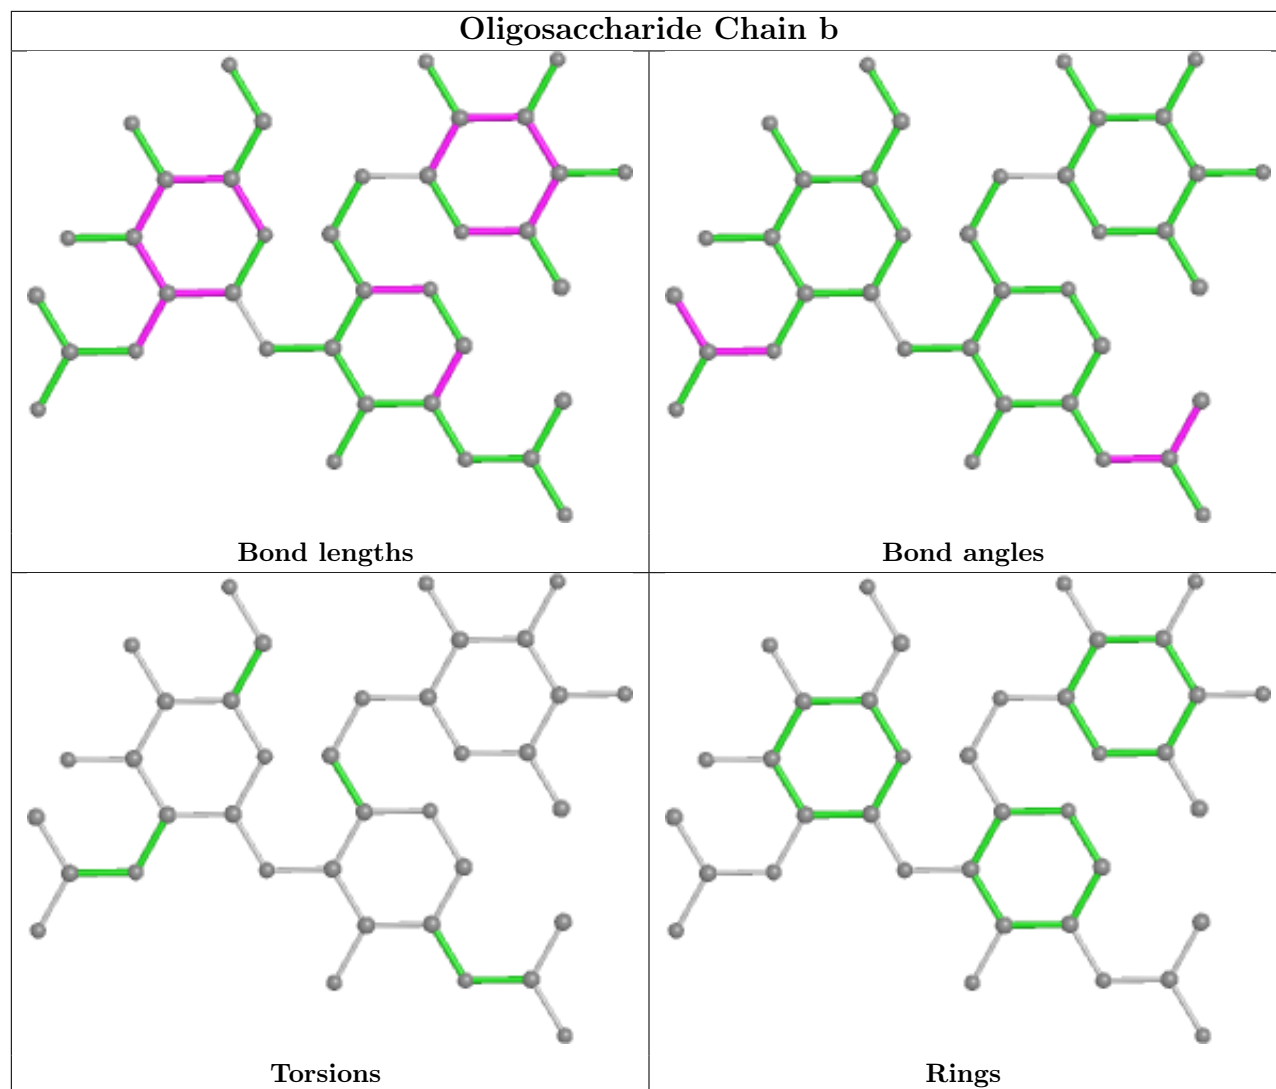 Oligosaccharide Chain b
Bond lengths
Bond angles
Torsions
Rings